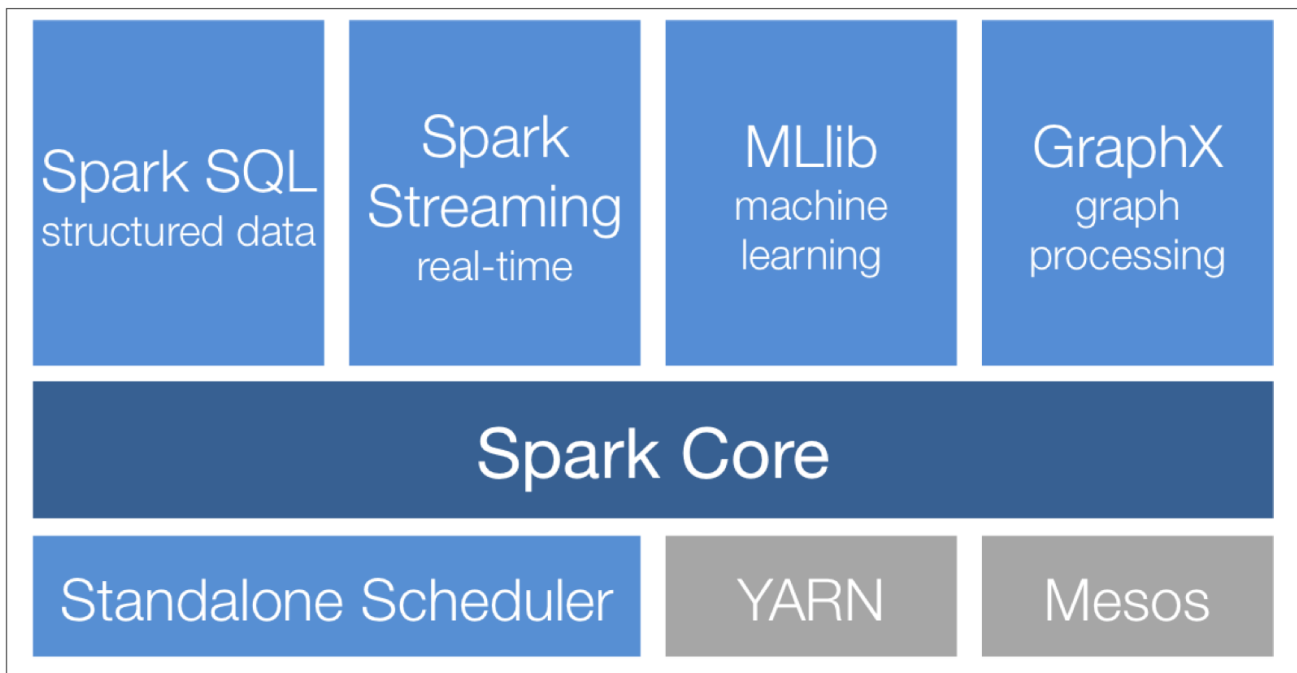 Spark SQL
structured data
Spark
Streaming
real-time
MLlib
machine
learning
GraphX
graph
processing
Spark Core
Standalone Scheduler
YARN
Mesos